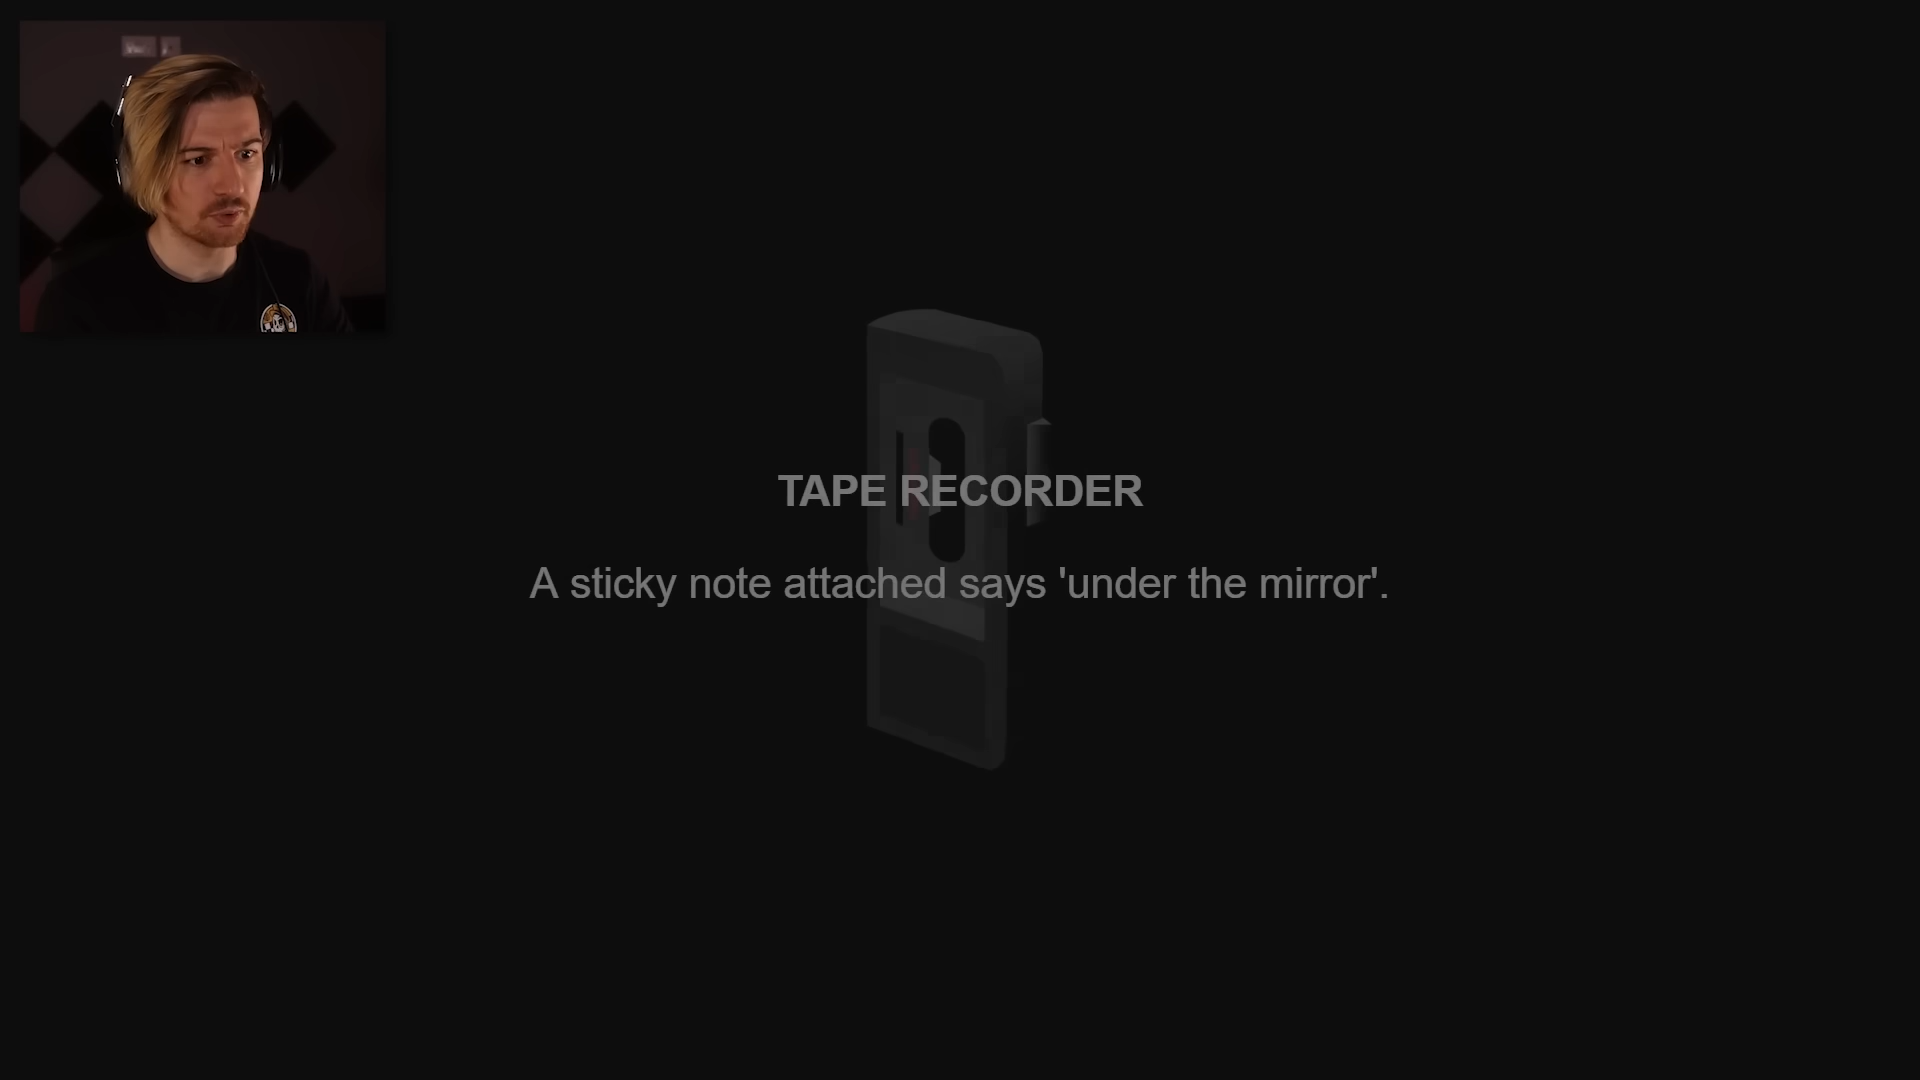 TAPE RECORDER
A sticky note attached says 'under the mirror'.